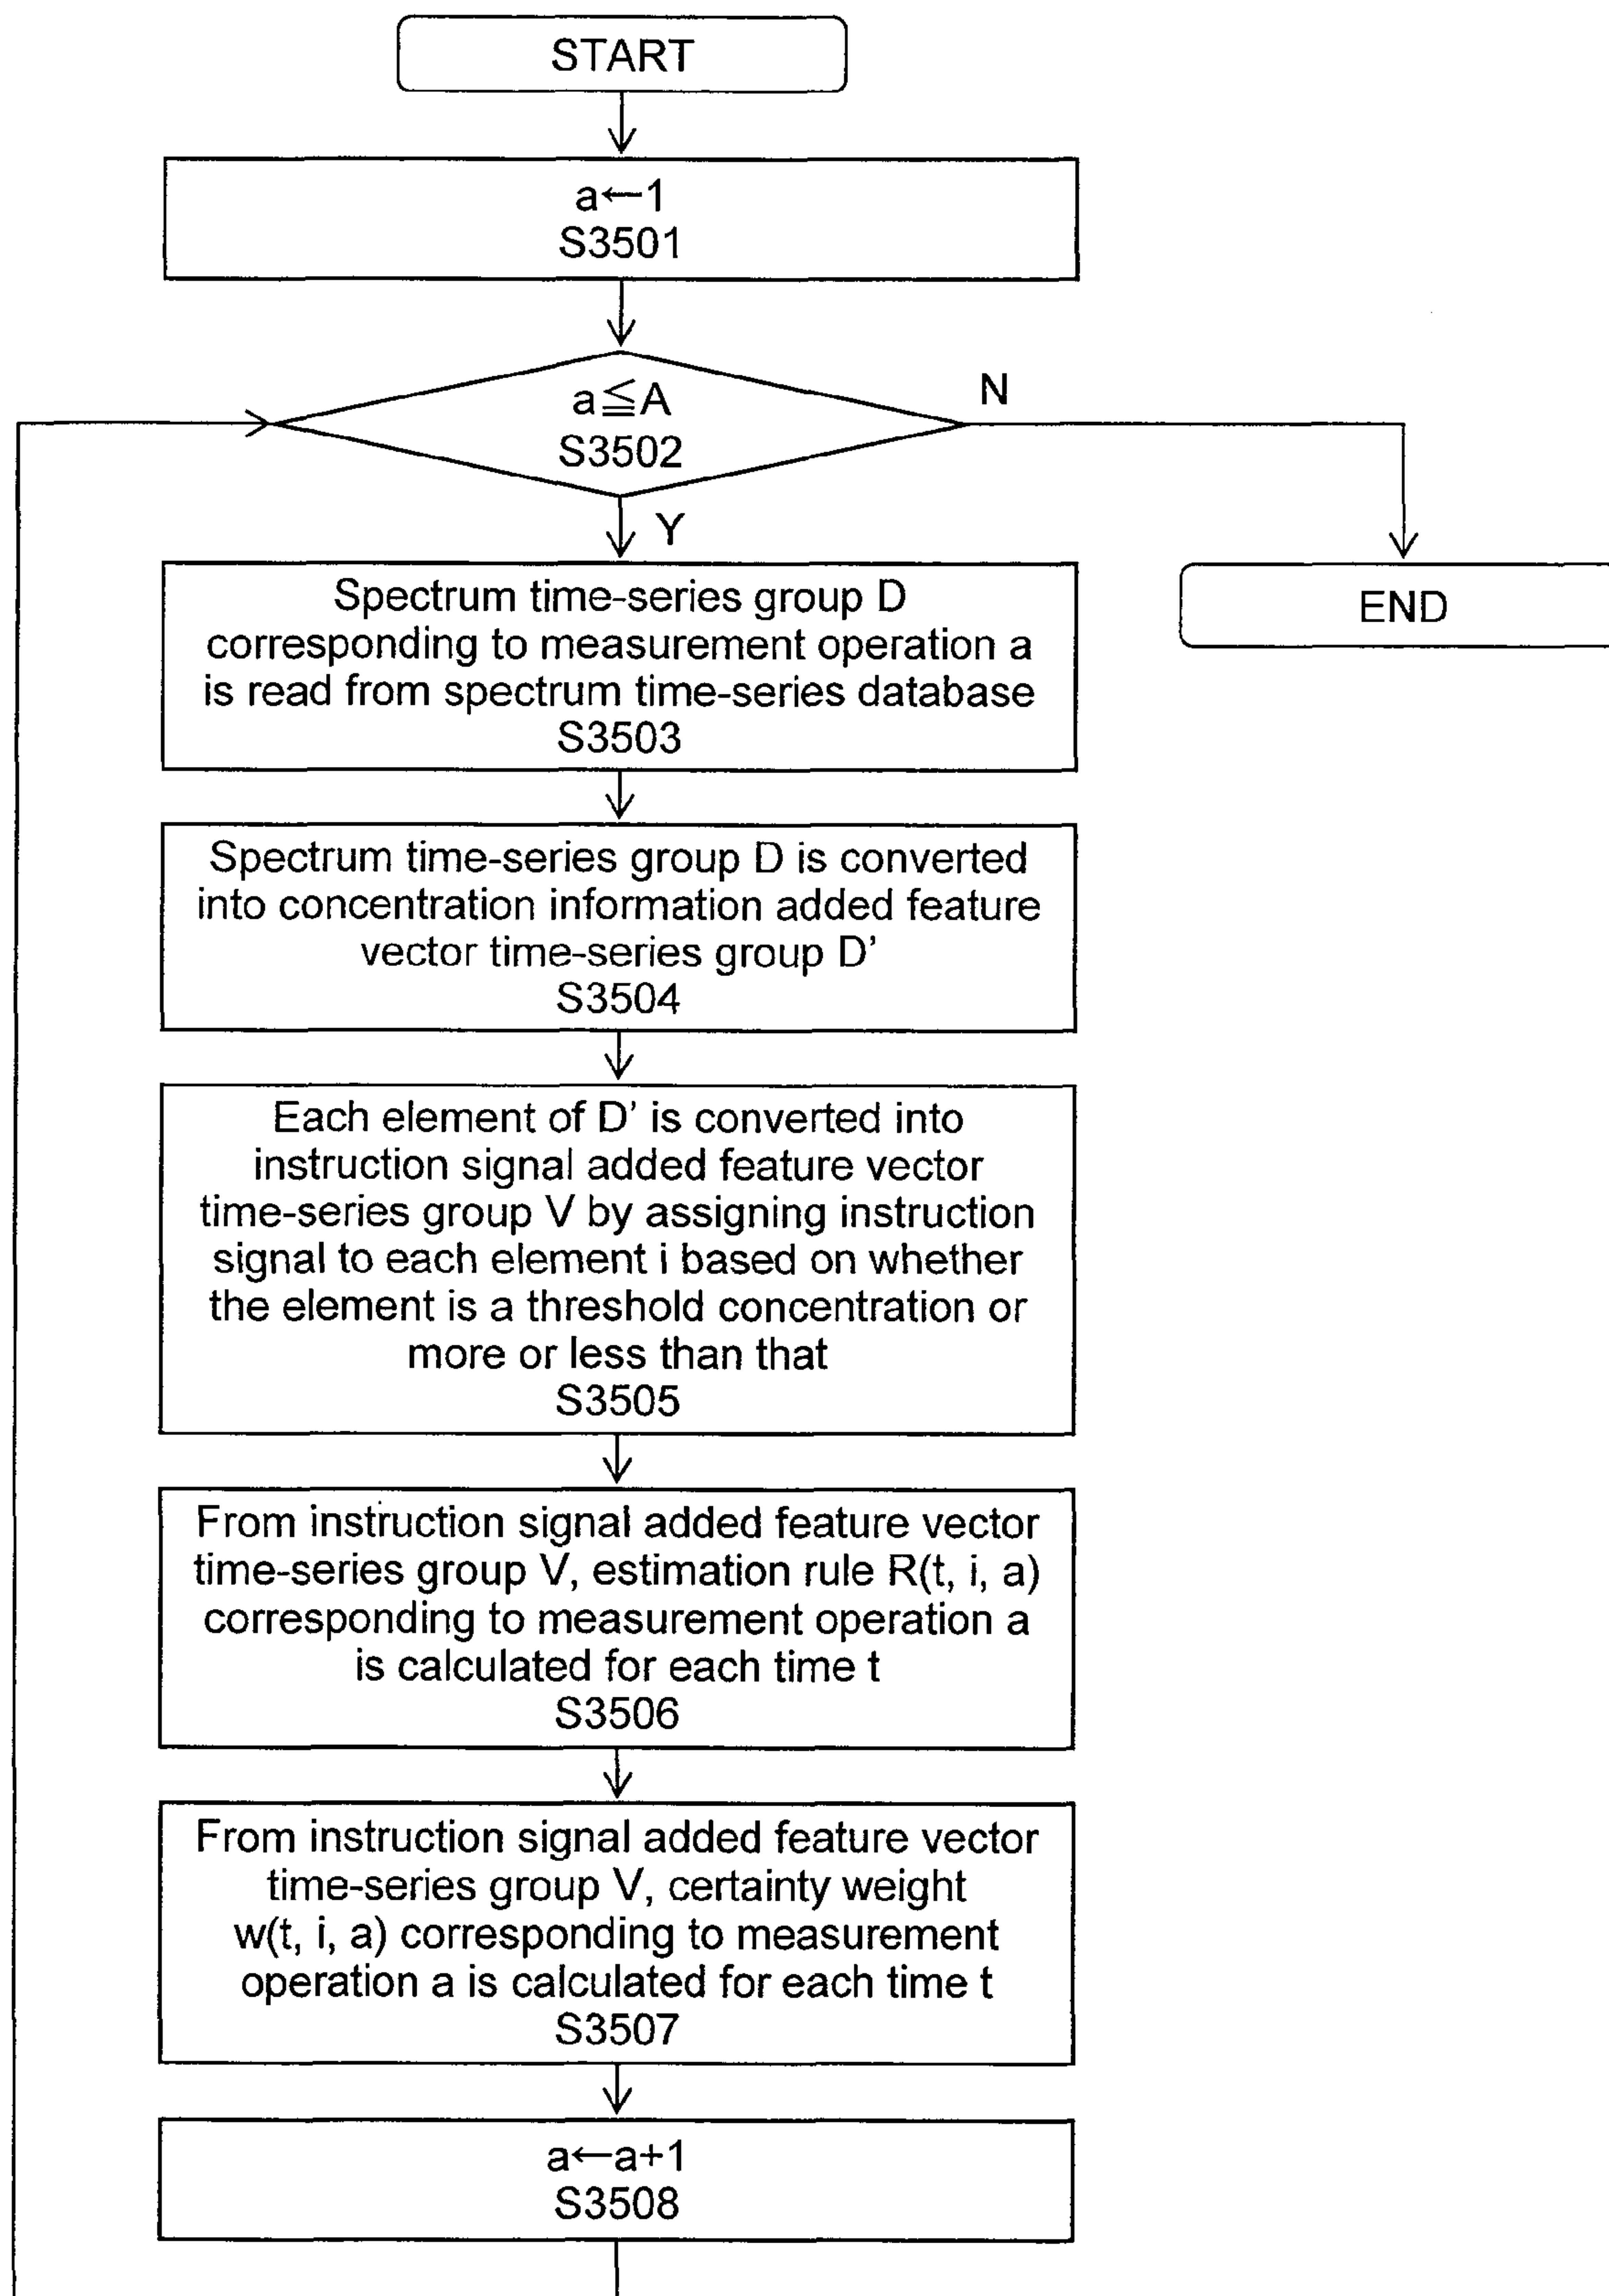 START
a←1
S3501
a≦A
S3502
N
Y
Spectrum time-series group D
corresponding to measurement operation a
is read from spectrum time-series database
S3503
END
Spectrum time-series group D is converted
into concentration information added feature
vector time-series group D’
S3504
Each element of D’ is converted into
instruction signal added feature vector
time-series group V by assigning instruction
signal to each element i based on whether
the element is a threshold concentration or
more or less than that
S3505
From instruction signal added feature vector
time-series group V, estimation rule R(t, i, a)
corresponding to measurement operation a
is calculated for each time t
S3506
From instruction signal added feature vector
time-series group V, certainty weight
w(t, i, a) corresponding to measurement
operation a is calculated for each time t
S3507
a←a+1
S3508